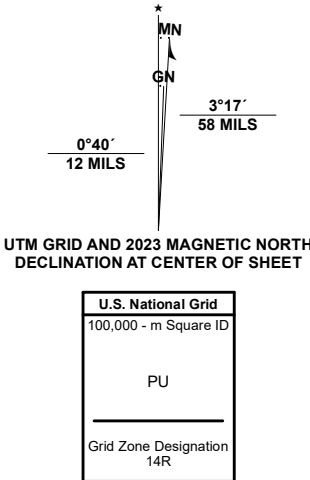 ★
MN
GN
3°17´
58 MILS
0°40´
12 MILS
UTM GRID AND 2023 MAGNETIC NORTH
DECLINATION AT CENTER OF SHEET
U.S. National Grid
100,000 - m Square ID
PU
Grid Zone Designation
14R